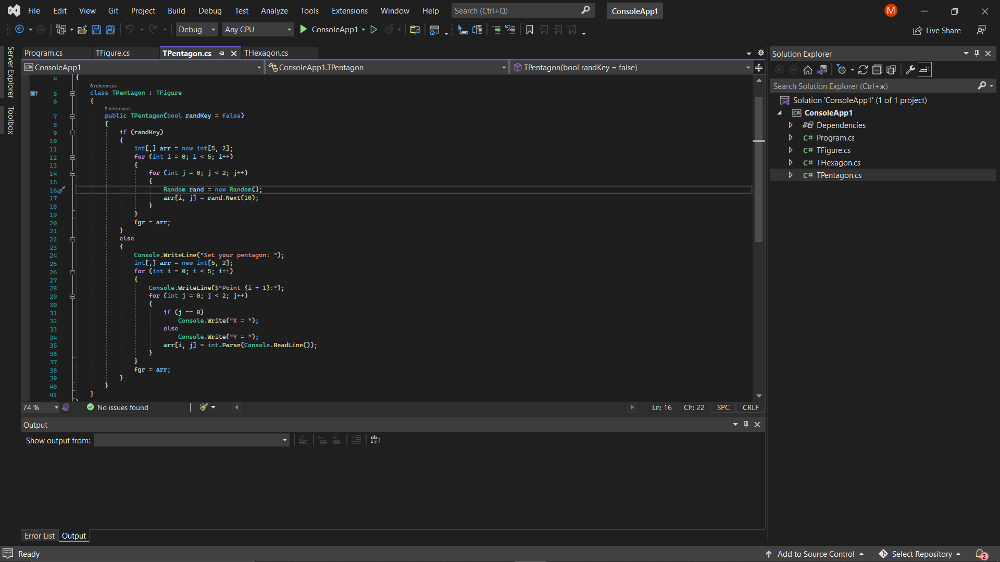 File Edit View Git Project Build Debug Test Analyze Tools Extensions Window Help Search (Ctrl+Q) ConsoleApp1 M
Debug Any CPU ConsoleApp1 Live Share
Server Explorer
Toolbox
Program.cs TFigure.cs TPentagon.cs THexagon.cs
C# ConsoleApp1 ConsoleApp1.TPentagon TPentagon(bool randKey = false)
4 {
8 references
5 class TPentagon : TFigure
6 {
2 references
7 public TPentagon(bool randKey = false)
8 {
9 if (randKey)
10 {
11 int[,] arr = new int[5, 2];
12 for (int i = 0; i < 5; i++)
13 {
14 for (int j = 0; j < 2; j++)
15 {
16 Random rand = new Random();
17 arr[i, j] = rand.Next(10);
18 }
19 }
20 fgr = arr;
21 }
22 else
23 {
24 Console.WriteLine("Set your pentagon: ");
25 int[,] arr = new int[5, 2];
26 for (int i = 0; i < 5; i++)
27 {
28 Console.WriteLine($"Point {i + 1}:");
29 for (int j = 0; j < 2; j++)
30 {
31 if (j == 0)
32 Console.Write("X = ");
33 else
34 Console.Write("Y = ");
35 arr[i, j] = int.Parse(Console.ReadLine());
36 }
37 }
38 fgr = arr;
39 }
40 }
41 }
74 % No issues found Ln: 16 Ch: 22 SPC CRLF
Output
Show output from:
Error List Output
Solution Explorer
Search Solution Explorer (Ctrl+ж)
Solution 'ConsoleApp1' (1 of 1 project)
C# ConsoleApp1
Dependencies
C# Program.cs
C# TFigure.cs
C# THexagon.cs
C# TPentagon.cs
Ready Add to Source Control Select Repository 2